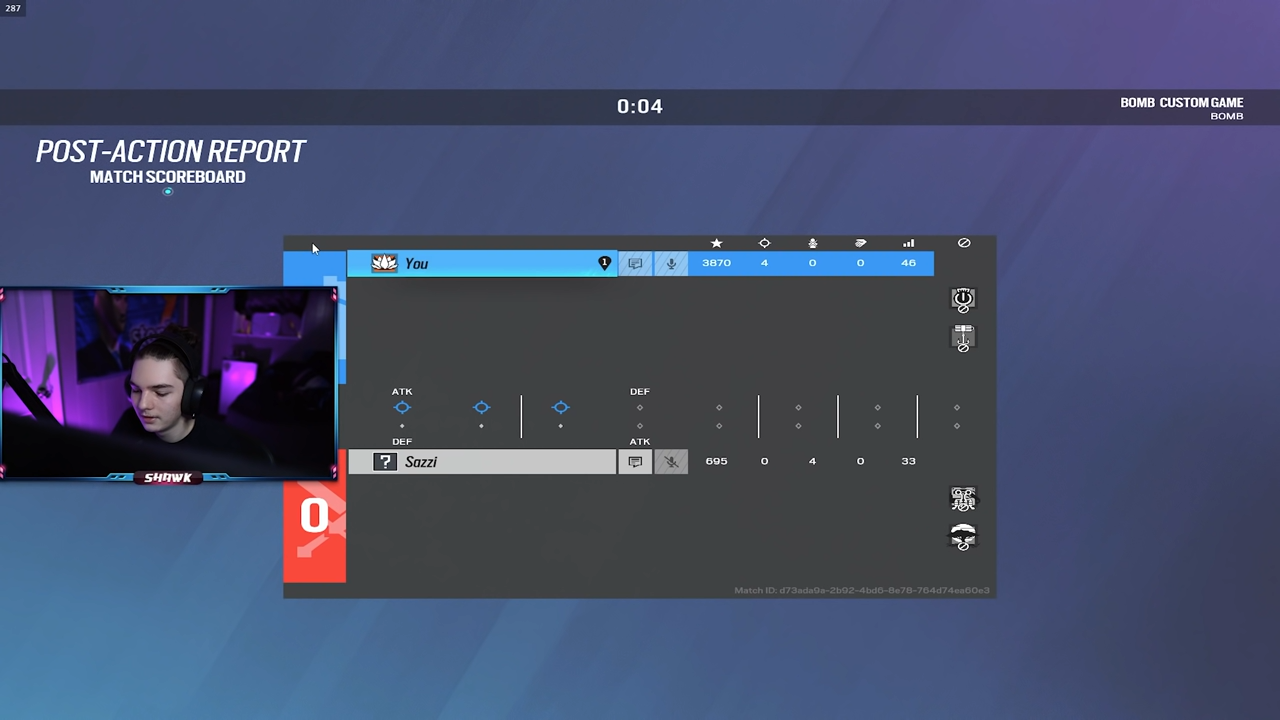 287
0:04
BOMB CUSTOM GAME
BOMB
POST-ACTION REPORT
MATCH SCOREBOARD
You 1 3870 4 0 0 46
ATK DEF
DEF ATK
? Sazzi 695 0 4 0 33
SHAWK
0
Match ID: d73ada9a-2b92-4bd6-8e78-764d74ea60e3